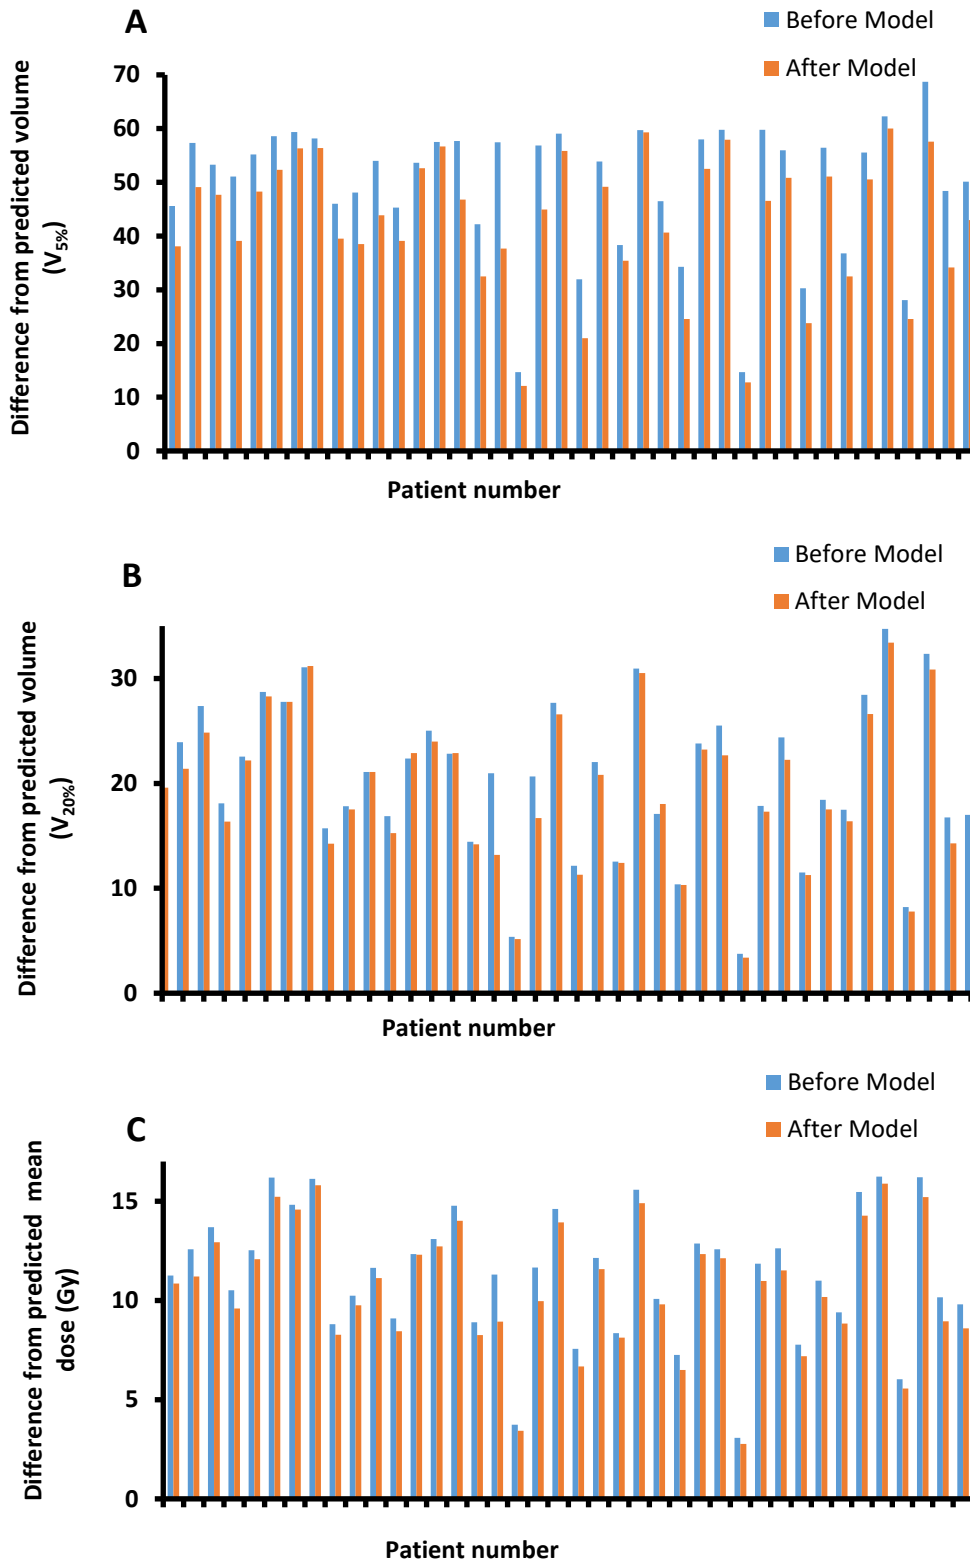 A
Before Model
After Model
Difference from predicted volume
(V5%)
70
60
50
40
30
20
10
0
Patient number
B
Before Model
After Model
Difference from predicted volume
(V20%)
30
20
10
0
Patient number
C
Before Model
After Model
Difference from predicted mean
dose (Gy)
15
10
5
0
Patient number